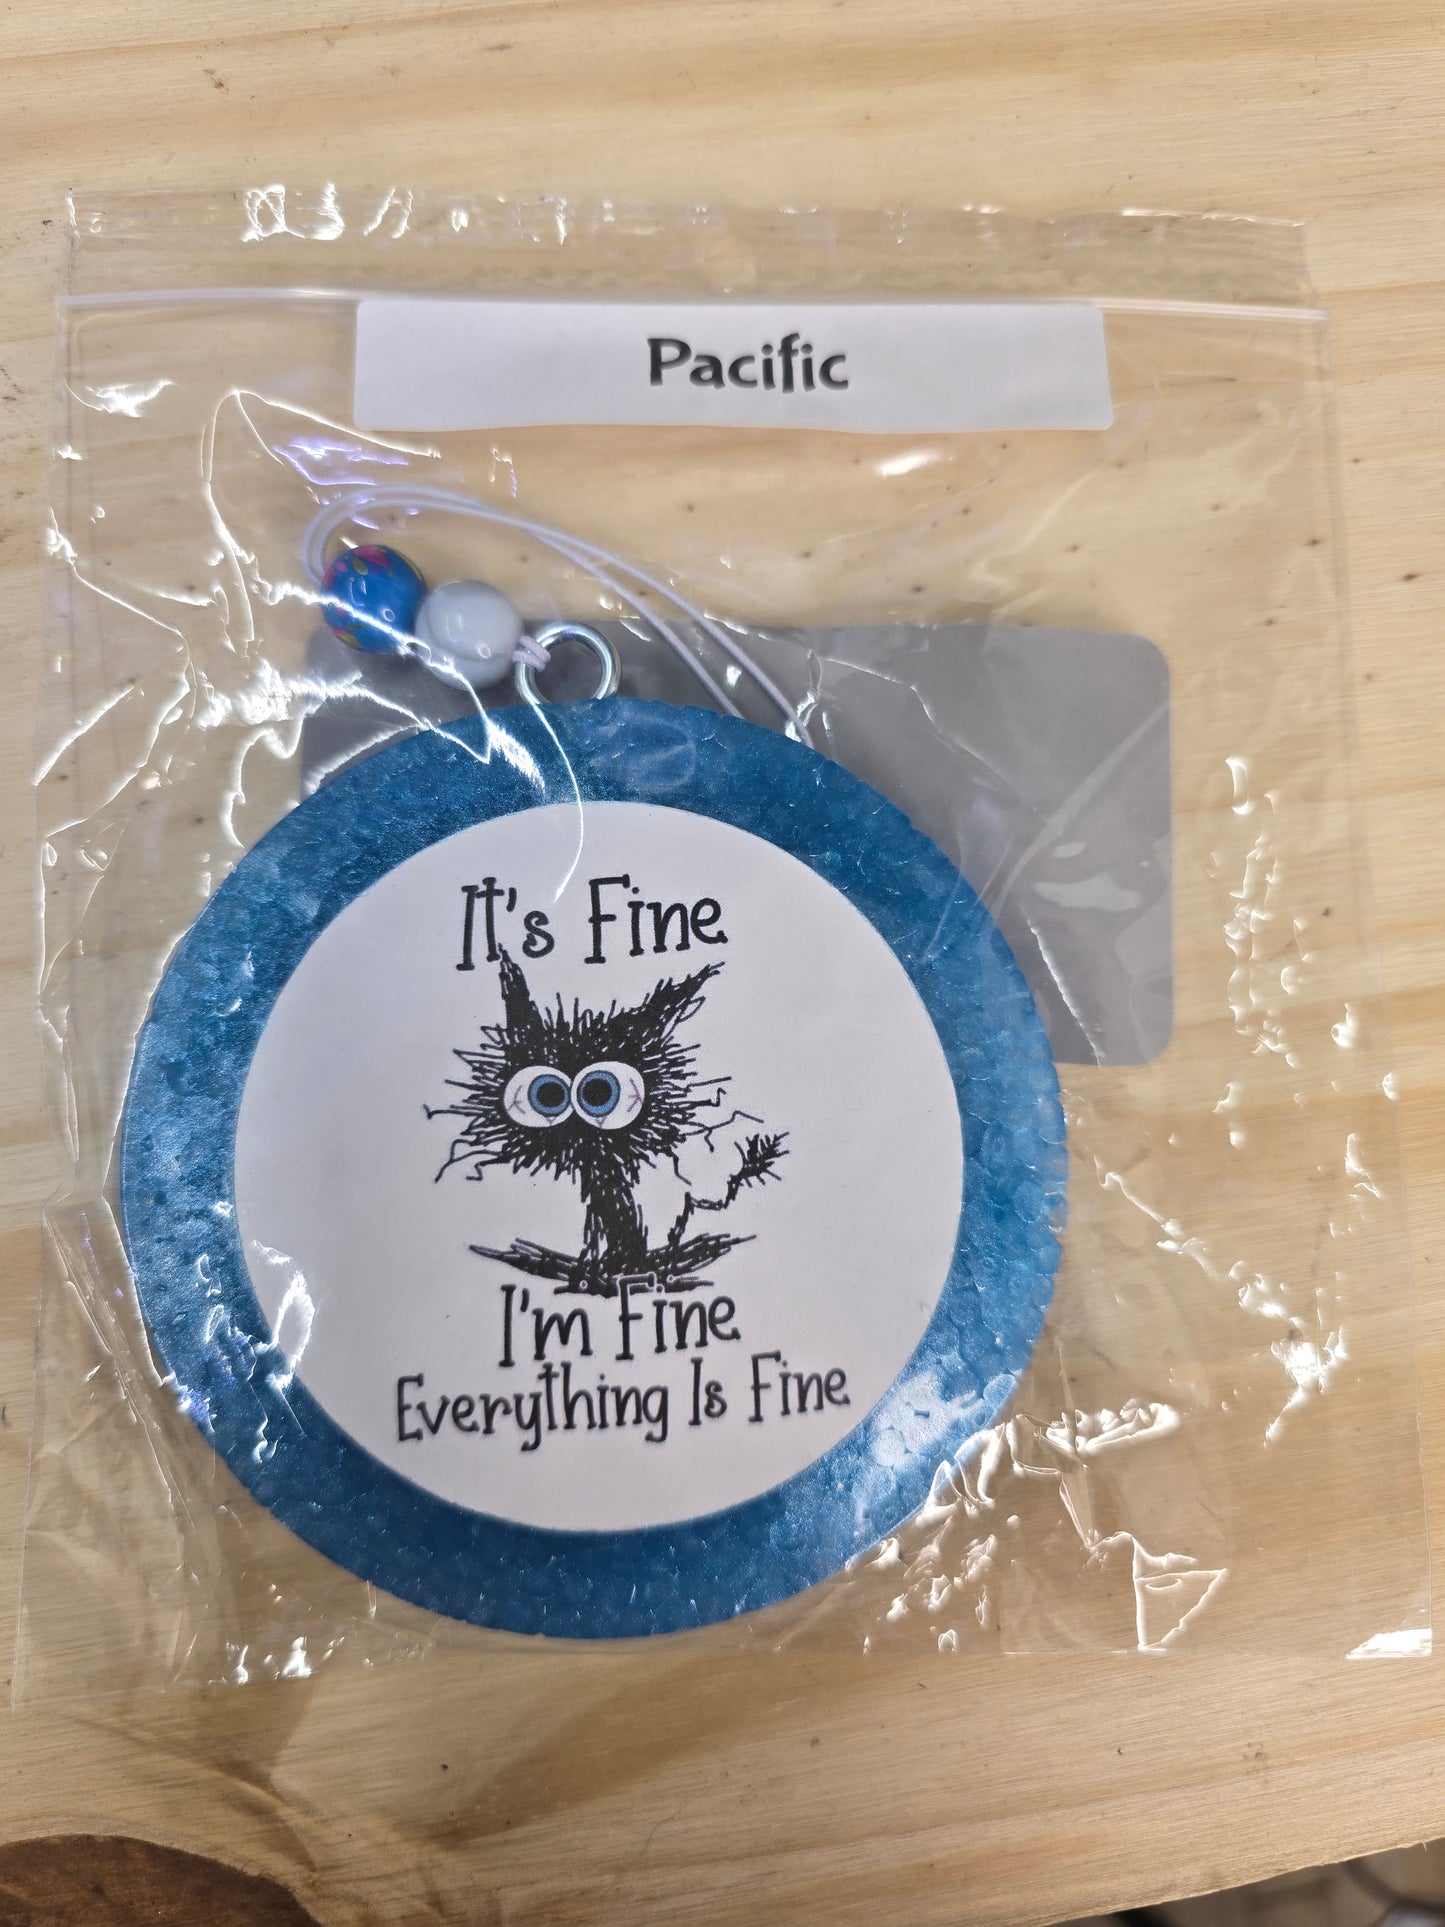 Pacific
It's Fine
I'm Fine
Everything Is Fine